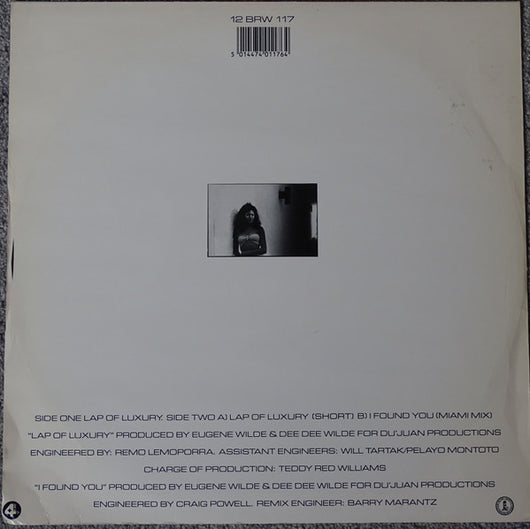 12 BRW 117
5 014474 011764
SIDE ONE LAP OF LUXURY. SIDE TWO A) LAP OF LUXURY (SHORT) B) I FOUND YOU (MIAMI MIX)
"LAP OF LUXURY" PRODUCED BY EUGENE WILDE & DEE DEE WILDE FOR DU'JUAN PRODUCTIONS
ENGINEERED BY: REMO LEMOPORRA. ASSISTANT ENGINEERS: WILL TARTAK/PELAYO MONTOTO
CHARGE OF PRODUCTION: TEDDY RED WILLIAMS
"I FOUND YOU" PRODUCED BY EUGENE WILDE & DEE DEE WILDE FOR DU'JUAN PRODUCTIONS
4 ENGINEERED BY CRAIG POWELL. REMIX ENGINEER: BARRY MARANTZ